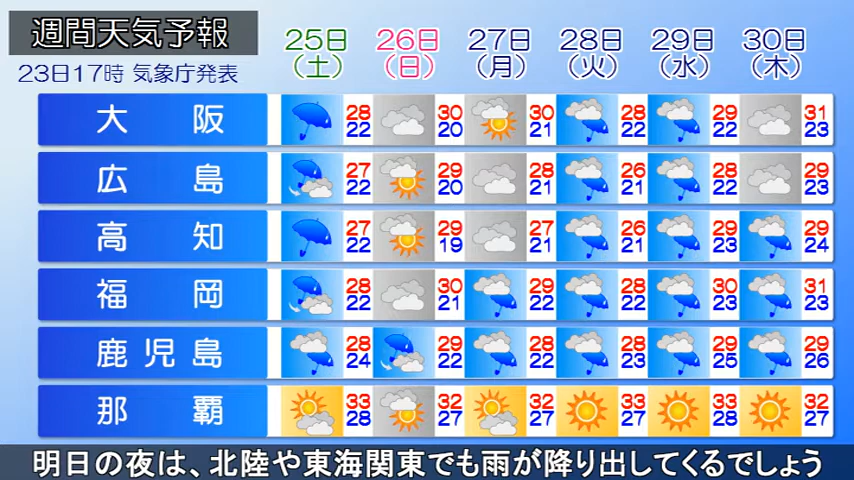 週間天気予報
23日17時 気象庁発表
25日 26日 27日 28日 29日 30日
(土) (日) (月) (火) (水) (木)
大阪 28 22 30 20 30 21 28 22 29 22 31 23
広島 27 22 29 20 28 21 26 21 28 22 29 23
高知 27 22 29 19 27 21 26 21 29 23 29 24
福岡 28 22 30 21 29 22 28 22 30 23 31 23
鹿児島 28 24 29 22 28 22 28 23 29 25 29 26
那覇 33 28 32 27 32 27 33 27 33 28 32 27
明日の夜は、北陸や東海関東でも雨が降り出してくるでしょう